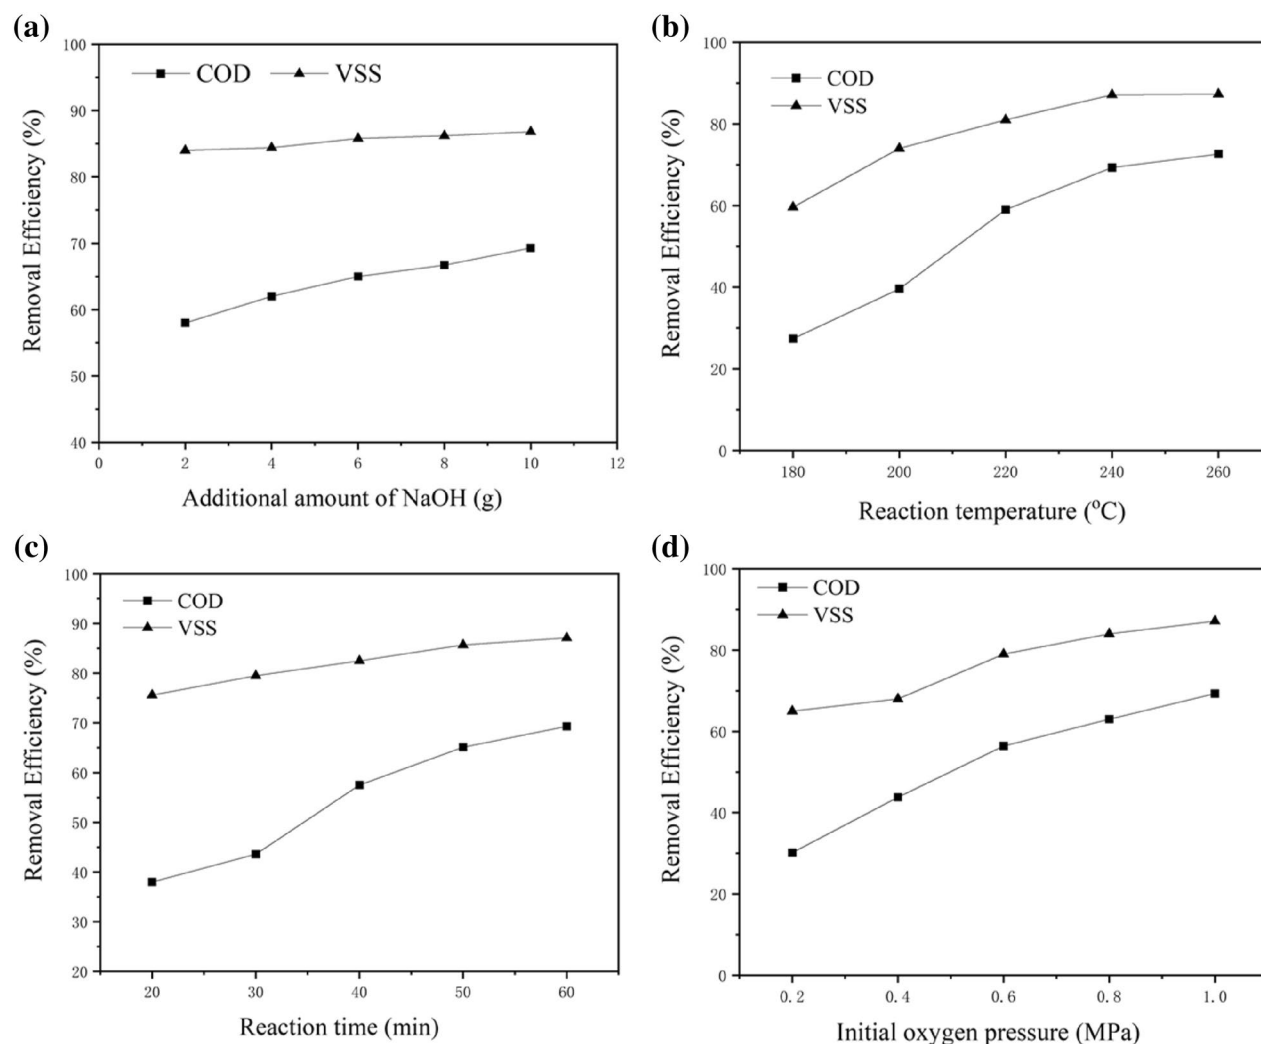 (a)
100
90
80
70
60
50
40
COD VSS
Removal Efficiency (%)
0 2 4 6 8 10 12
Additional amount of NaOH (g)
(b)
100
80
60
40
20
0
COD
VSS
Removal Efficiency (%)
180 200 220 240 260
Reaction temperature (°C)
(c)
100
90
80
70
60
50
40
30
20
COD
VSS
Removal Efficiency (%)
20 30 40 50 60
Reaction time (min)
(d)
100
80
60
40
20
0
COD
VSS
Removal Efficiency (%)
0.2 0.4 0.6 0.8 1.0
Initial oxygen pressure (MPa)